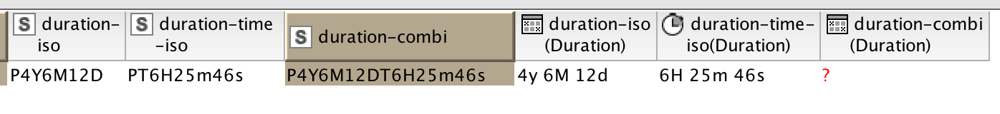 S duration-iso
S duration-time-iso
S duration-combi
duration-iso (Duration)
duration-time-iso(Duration)
duration-combi (Duration)
P4Y6M12D PT6H25m46s P4Y6M12DT6H25m46s 4y 6M 12d 6H 25m 46s ?